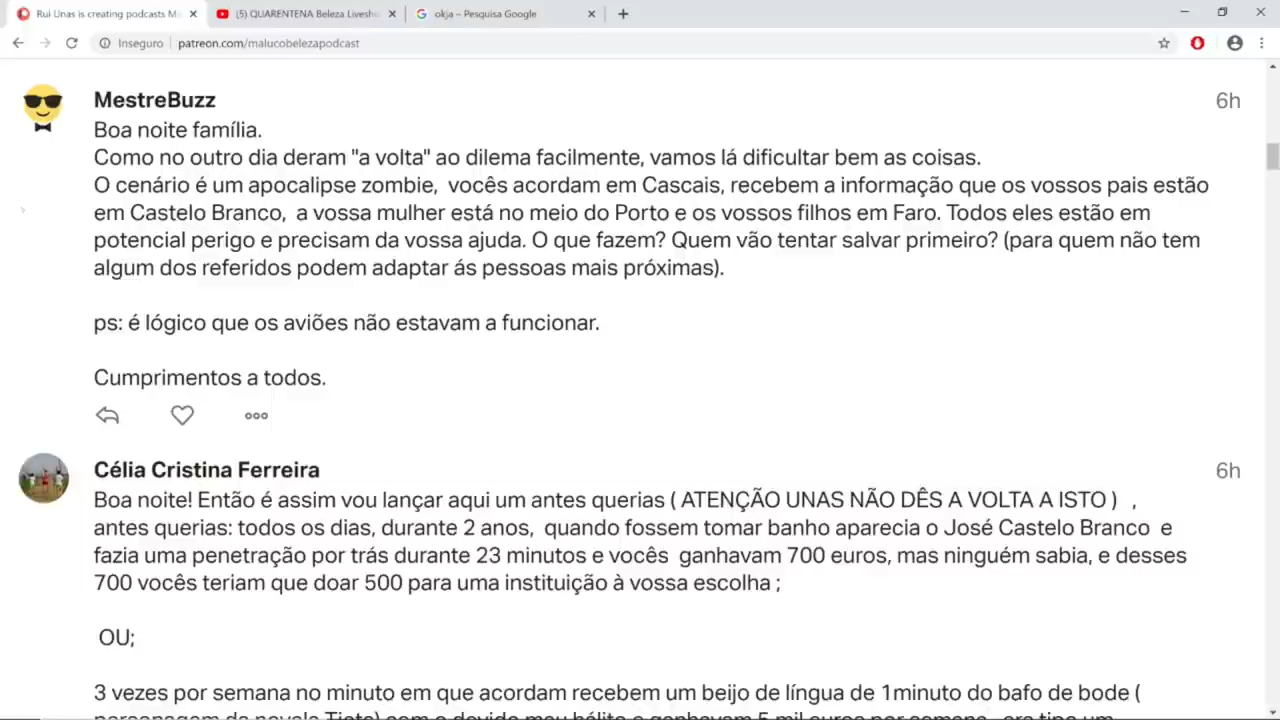 Rui Unas is creating podcasts M
(5) QUARENTENA Beleza Livesh
okja – Pesquisa Google
Inseguro
patreon.com/malucobelezapodcast
MestreBuzz
6h
Boa noite família.
Como no outro dia deram "a volta" ao dilema facilmente, vamos lá dificultar bem as coisas.
O cenário é um apocalipse zombie, vocês acordam em Cascais, recebem a informação que os vossos pais estão
em Castelo Branco, a vossa mulher está no meio do Porto e os vossos filhos em Faro. Todos eles estão em
potencial perigo e precisam da vossa ajuda. O que fazem? Quem vão tentar salvar primeiro? (para quem não tem
algum dos referidos podem adaptar ás pessoas mais próximas).
ps: é lógico que os aviões não estavam a funcionar.
Cumprimentos a todos.
Célia Cristina Ferreira
6h
Boa noite! Então é assim vou lançar aqui um antes querias ( ATENÇÃO UNAS NÃO DÊS A VOLTA A ISTO ) ,
antes querias: todos os dias, durante 2 anos, quando fossem tomar banho aparecia o José Castelo Branco e
fazia uma penetração por trás durante 23 minutos e vocês ganhavam 700 euros, mas ninguém sabia, e desses
700 vocês teriam que doar 500 para uma instituição à vossa escolha ;
OU;
3 vezes por semana no minuto em que acordam recebem um beijo de língua de 1minuto do bafo de bode (